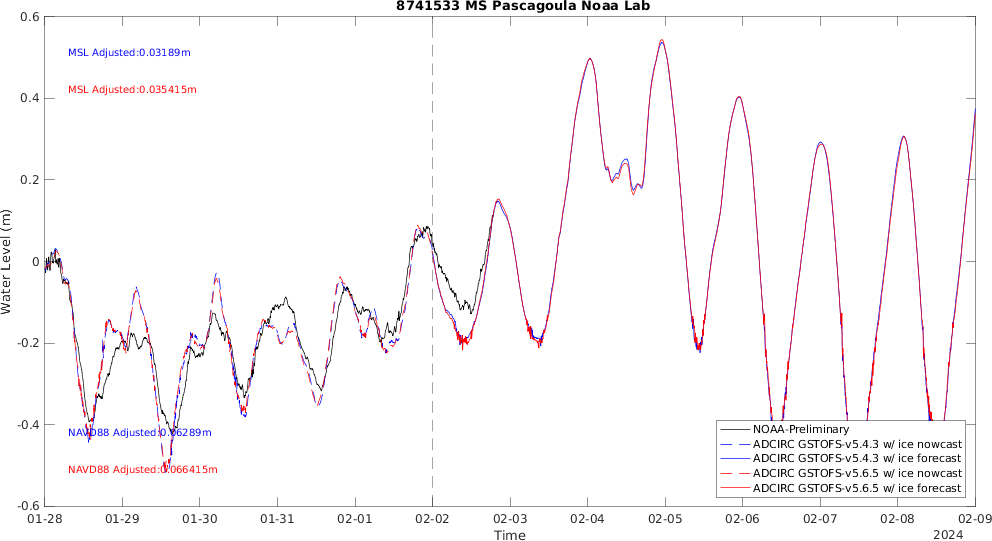 8741533 MS Pascagoula Noaa Lab
0.6
0.4
0.2
0
-0.2
-0.4
-0.6
Water Level (m)
MSL Adjusted:0.03189m
MSL Adjusted:0.035415m
NAVD88 Adjusted:0.06289m
NAVD88 Adjusted:0.066415m
NOAA-Preliminary
ADCIRC GSTOFS-v5.4.3 w/ ice nowcast
ADCIRC GSTOFS-v5.4.3 w/ ice forecast
ADCIRC GSTOFS-v5.6.5 w/ ice nowcast
ADCIRC GSTOFS-v5.6.5 w/ ice forecast
01-28 01-29 01-30 01-31 02-01 02-02 02-03 02-04 02-05 02-06 02-07 02-08 02-09
Time
2024